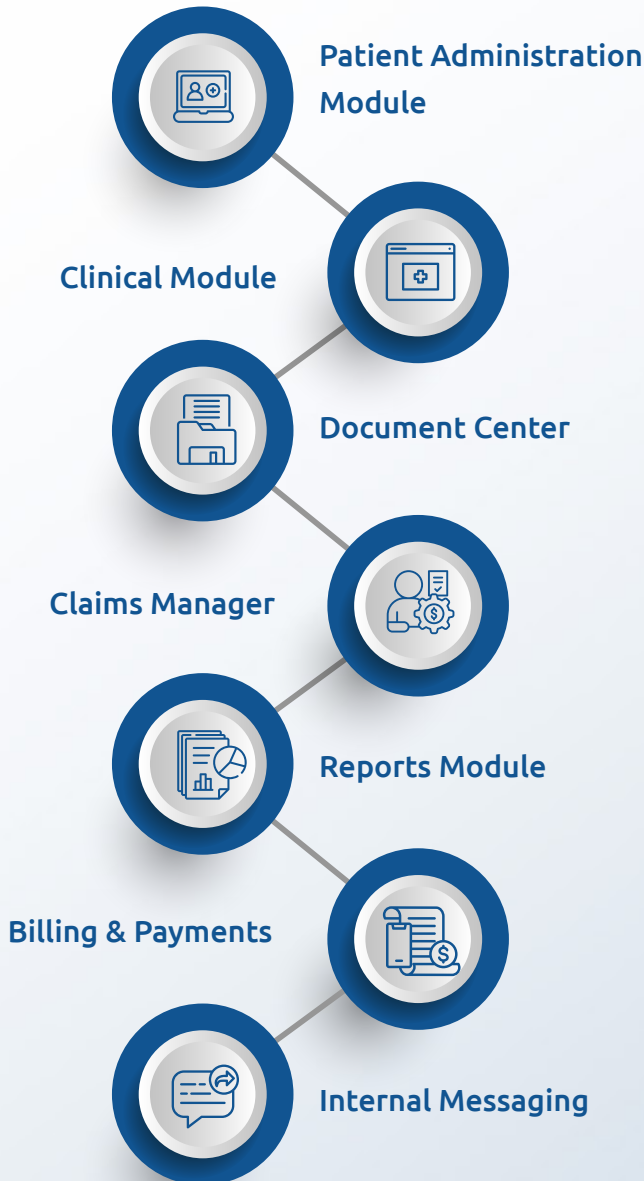 Patient Administration
Module
Clinical Module
Document Center
Claims Manager
Reports Module
Billing & Payments
Internal Messaging